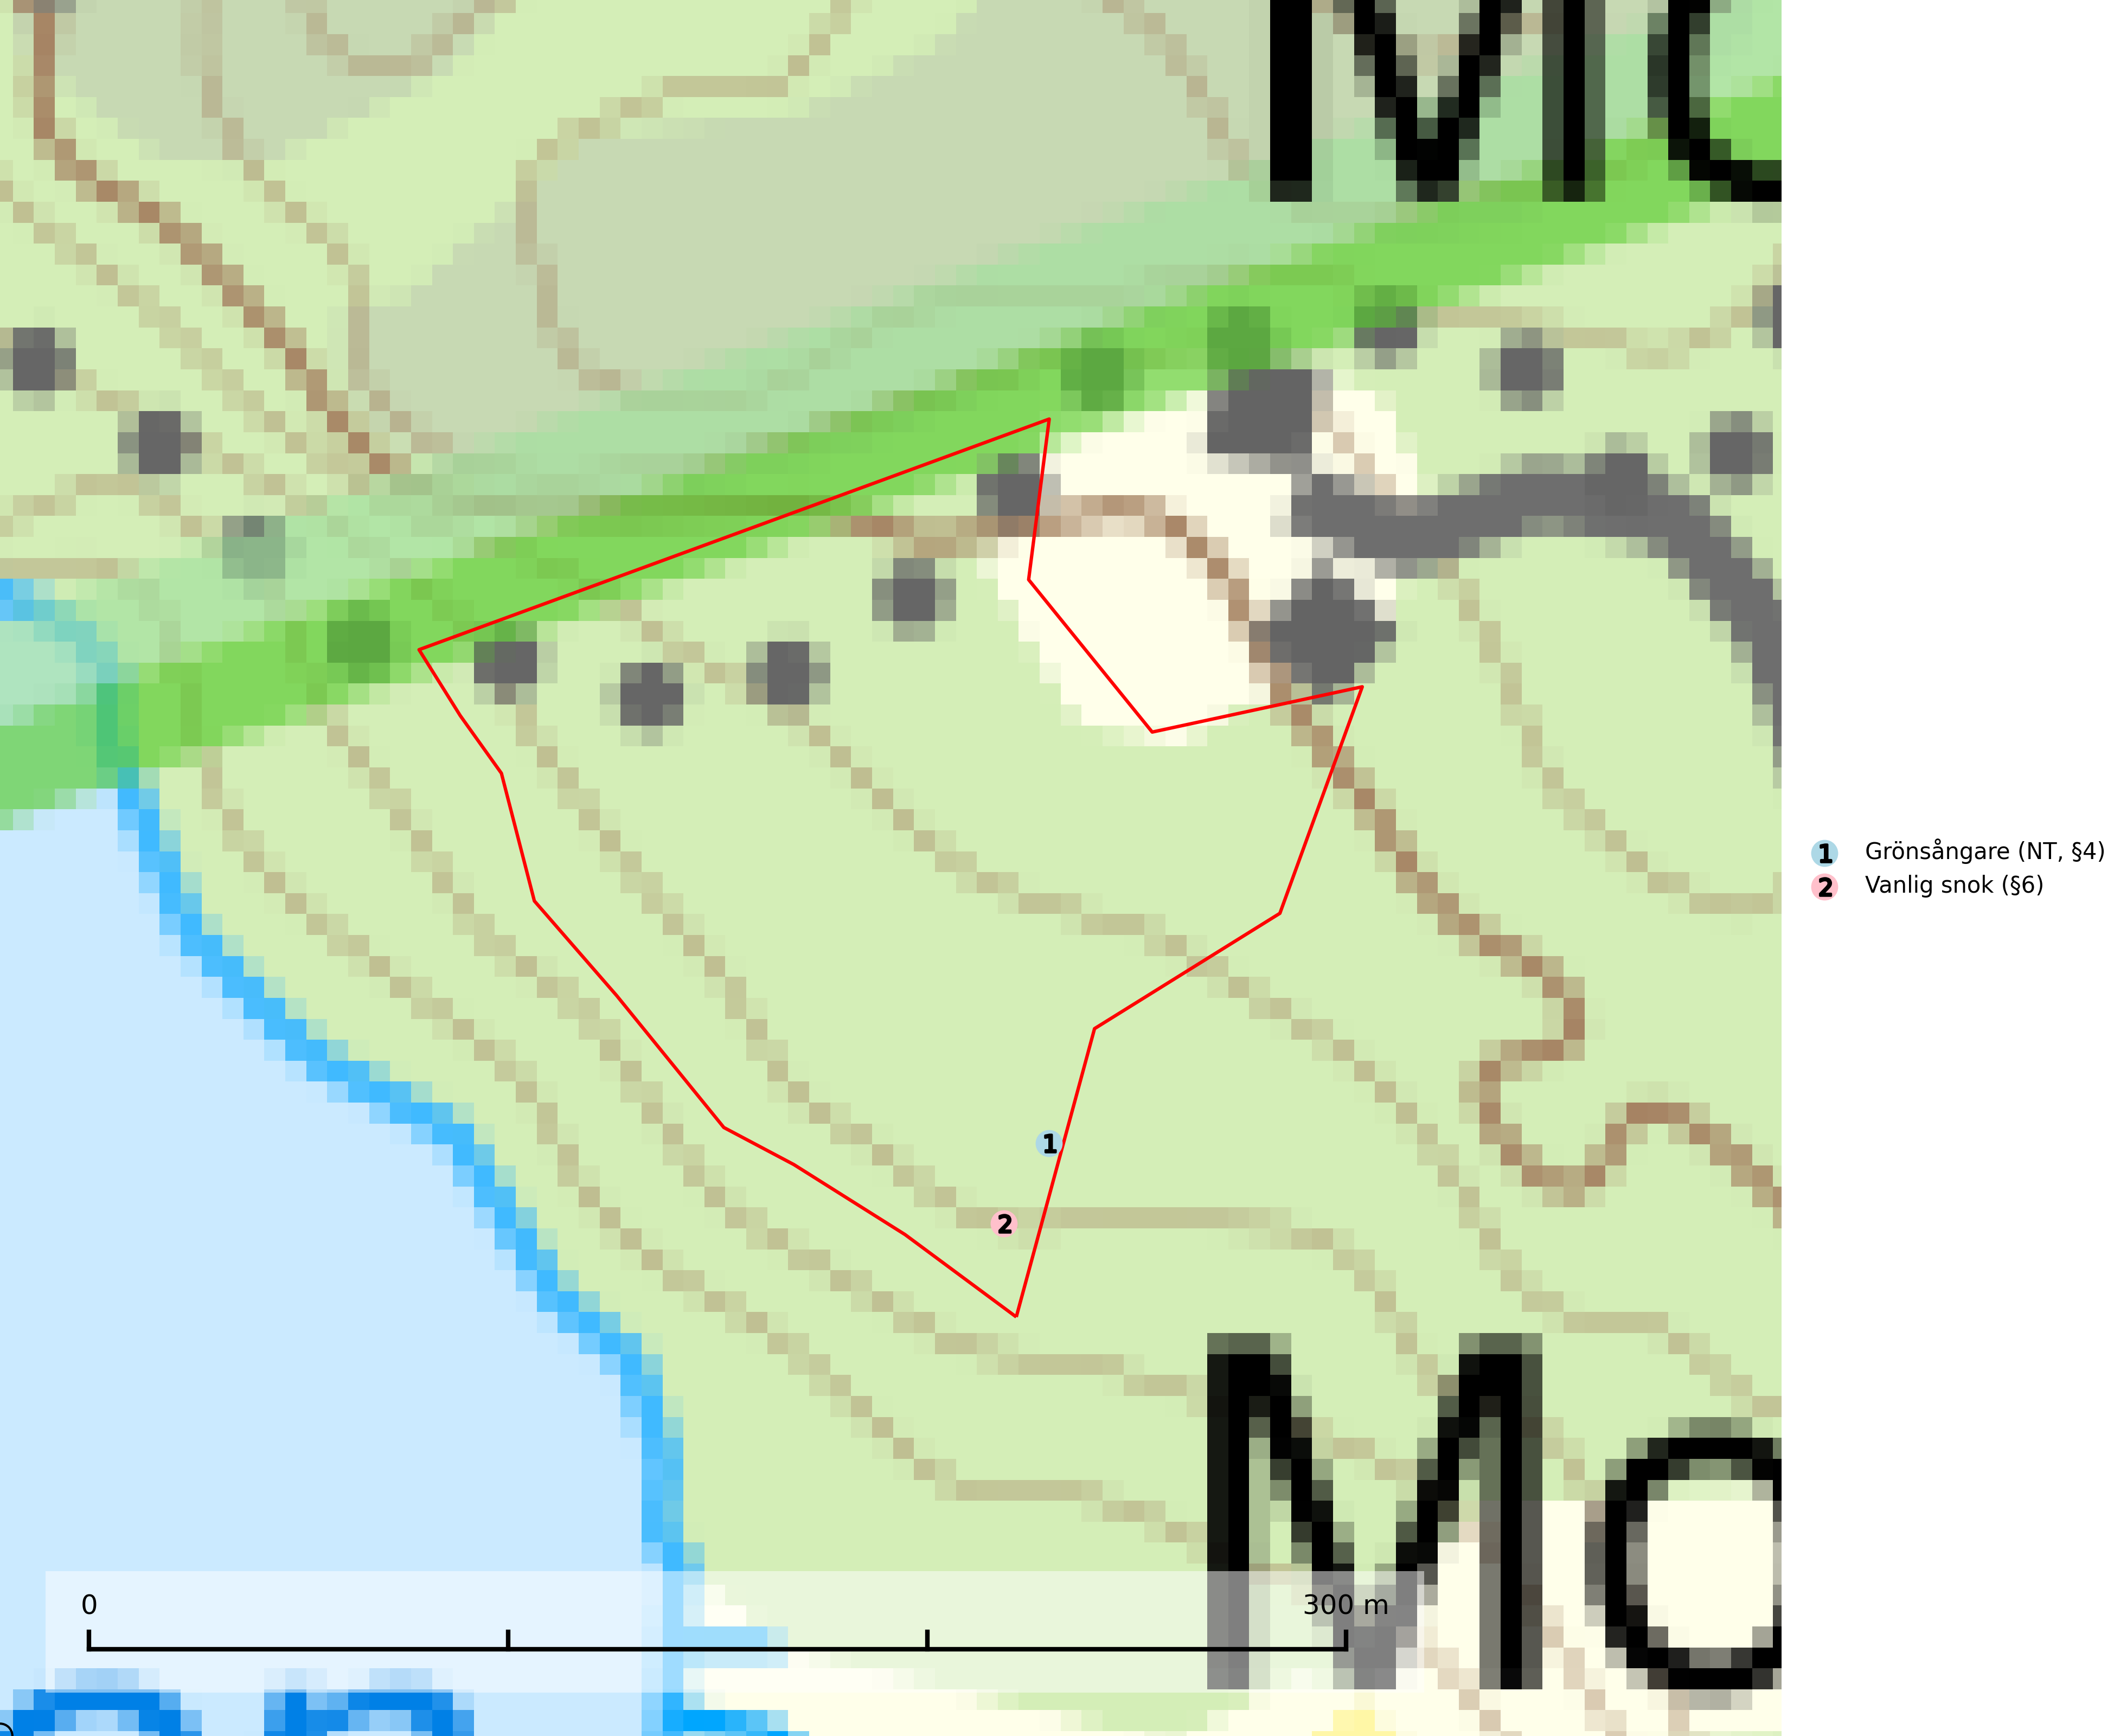 1 Grönsångare (NT, §4)
2 Vanlig snok (§6)
1
2
0 300 m